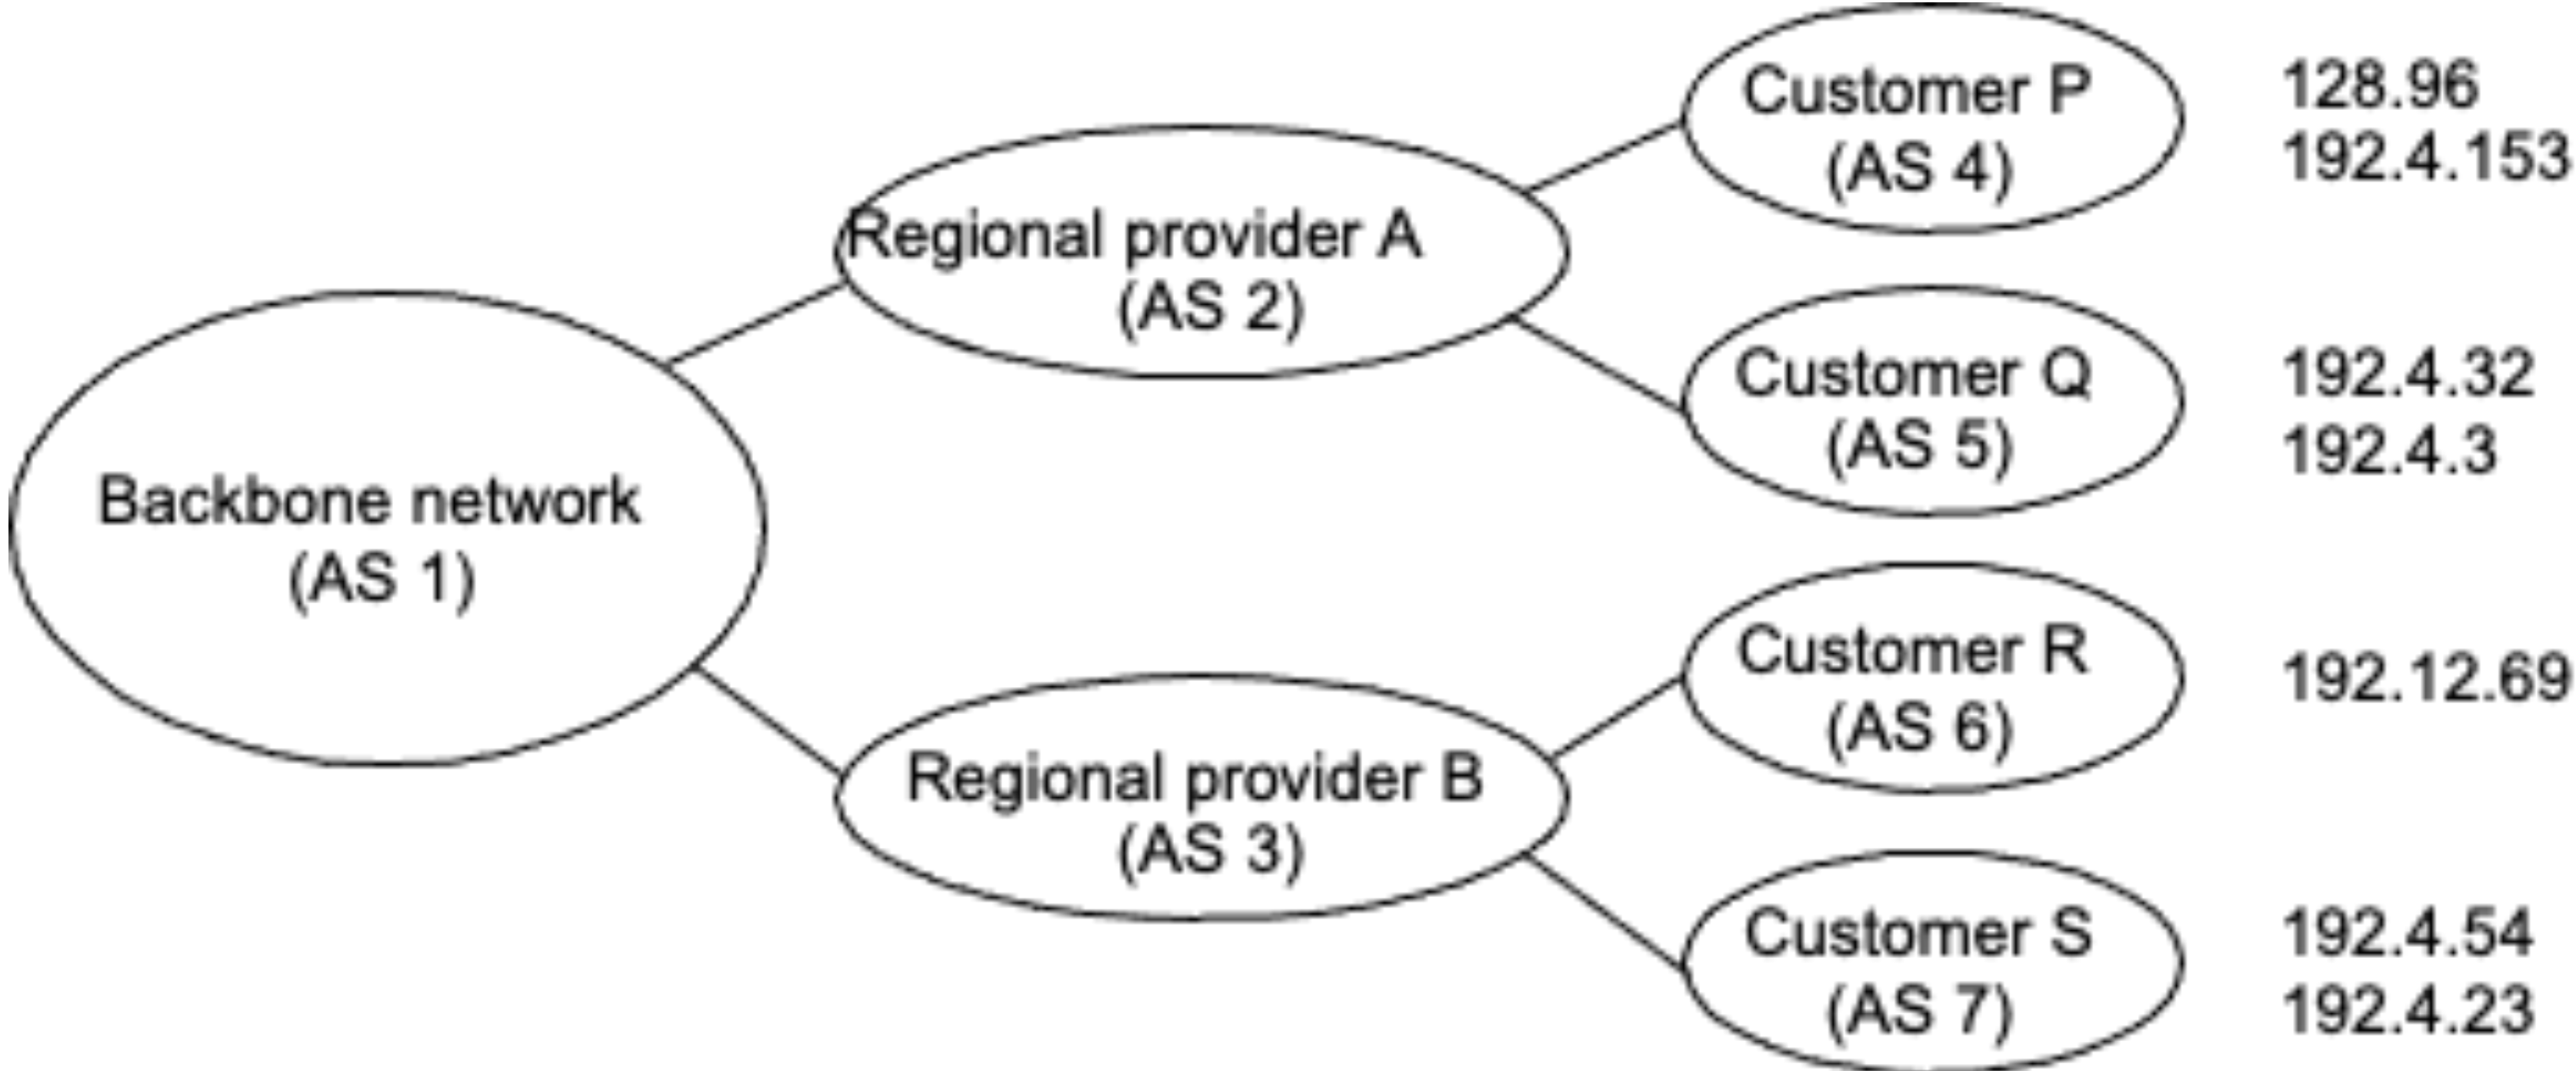 Backbone network
(AS 1)
Regional provider A
(AS 2)
Regional provider B
(AS 3)
Customer P
(AS 4)
128.96
192.4.153
Customer Q
(AS 5)
192.4.32
192.4.3
Customer R
(AS 6)
192.12.69
Customer S
(AS 7)
192.4.54
192.4.23